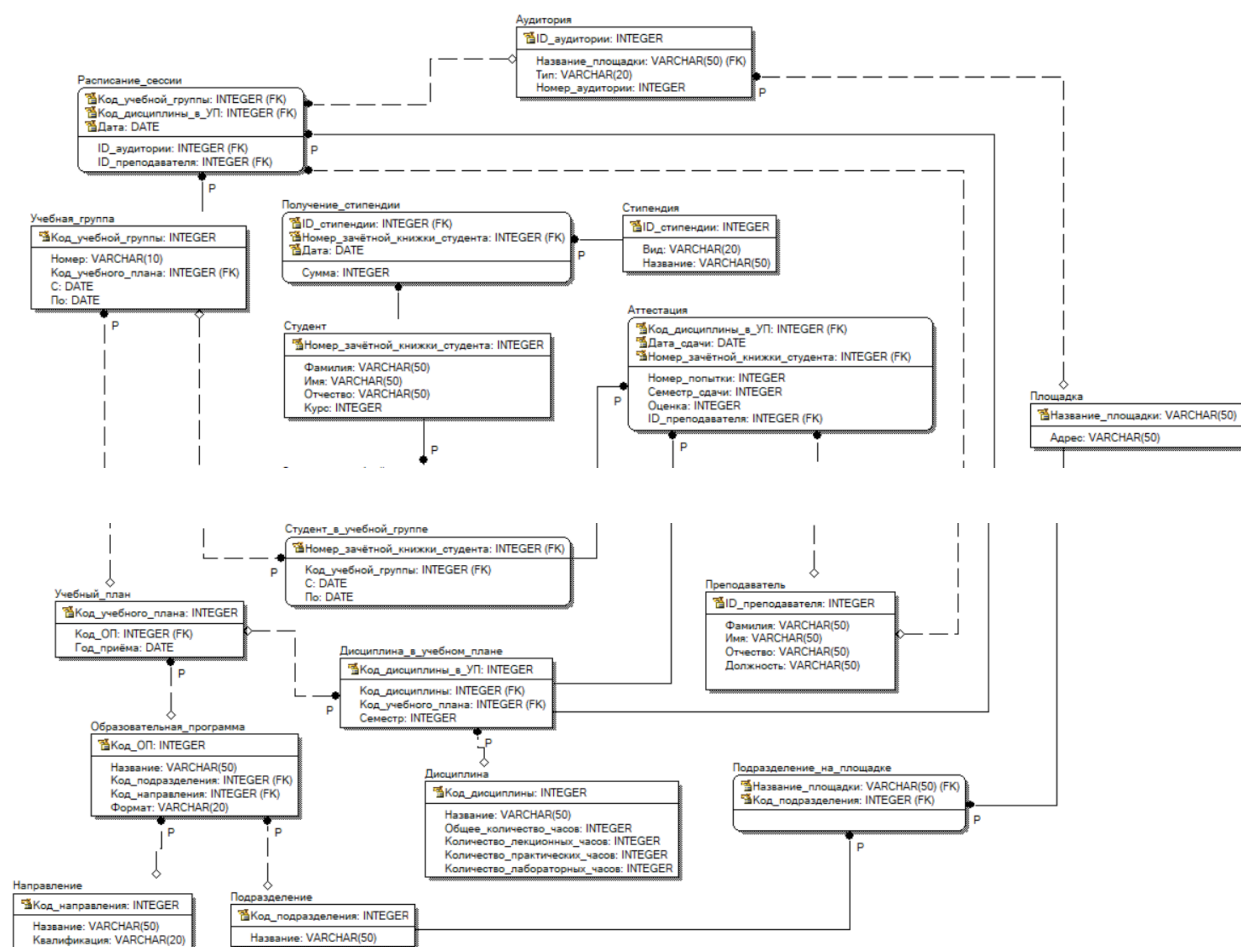 Аудитория
ID_аудитории: INTEGER
Название_площадки: VARCHAR(50) (FK)
Тип: VARCHAR(20)
Номер_аудитории: INTEGER
P
Расписание_сессии
Код_учебной_группы: INTEGER (FK)
Код_дисциплины_в_УП: INTEGER (FK)
Дата: DATE
ID_аудитории: INTEGER (FK)
ID_преподавателя: INTEGER (FK)
P
P
Учебная_группа
Код_учебной_группы: INTEGER
Номер: VARCHAR(10)
Код_учебного_плана: INTEGER (FK)
С: DATE
По: DATE
P
Получение_стипендии
ID_стипендии: INTEGER (FK)
Номер_зачётной_книжки_студента: INTEGER (FK)
Дата: DATE
Сумма: INTEGER
P
P
Стипендия
ID_стипендии: INTEGER
Вид: VARCHAR(20)
Название: VARCHAR(50)
Студент
Номер_зачётной_книжки_студента: INTEGER
Фамилия: VARCHAR(50)
Имя: VARCHAR(50)
Отчество: VARCHAR(50)
Курс: INTEGER
P
Аттестация
Код_дисциплины_в_УП: INTEGER (FK)
Дата_сдачи: DATE
Номер_зачётной_книжки_студента: INTEGER (FK)
Номер_попытки: INTEGER
Семестр_сдачи: INTEGER
Оценка: INTEGER
ID_преподавателя: INTEGER (FK)
P
P
Площадка
Название_площадки: VARCHAR(50)
Адрес: VARCHAR(50)
Студент_в_учебной_группе
Номер_зачётной_книжки_студента: INTEGER (FK)
Код_учебной_группы: INTEGER (FK)
С: DATE
По: DATE
P
Учебный_план
Код_учебного_плана: INTEGER
Код_ОП: INTEGER (FK)
Год_приёма: DATE
P
Преподаватель
ID_преподавателя: INTEGER
Фамилия: VARCHAR(50)
Имя: VARCHAR(50)
Отчество: VARCHAR(50)
Должность: VARCHAR(50)
Дисциплина_в_учебном_плане
Код_дисциплины_в_УП: INTEGER
Код_дисциплины: INTEGER (FK)
Код_учебного_плана: INTEGER (FK)
Семестр: INTEGER
P
P
Образовательная_программа
Код_ОП: INTEGER
Название: VARCHAR(50)
Код_подразделения: INTEGER (FK)
Код_направления: INTEGER (FK)
Формат: VARCHAR(20)
P
P
Дисциплина
Код_дисциплины: INTEGER
Название: VARCHAR(50)
Общее_количество_часов: INTEGER
Количество_лекционных_часов: INTEGER
Количество_практических_часов: INTEGER
Количество_лабораторных_часов: INTEGER
Подразделение_на_площадке
Название_площадки: VARCHAR(50) (FK)
Код_подразделения: INTEGER (FK)
P
P
Направление
Код_направления: INTEGER
Название: VARCHAR(50)
Квалификация: VARCHAR(20)
Подразделение
Код_подразделения: INTEGER
Название: VARCHAR(50)